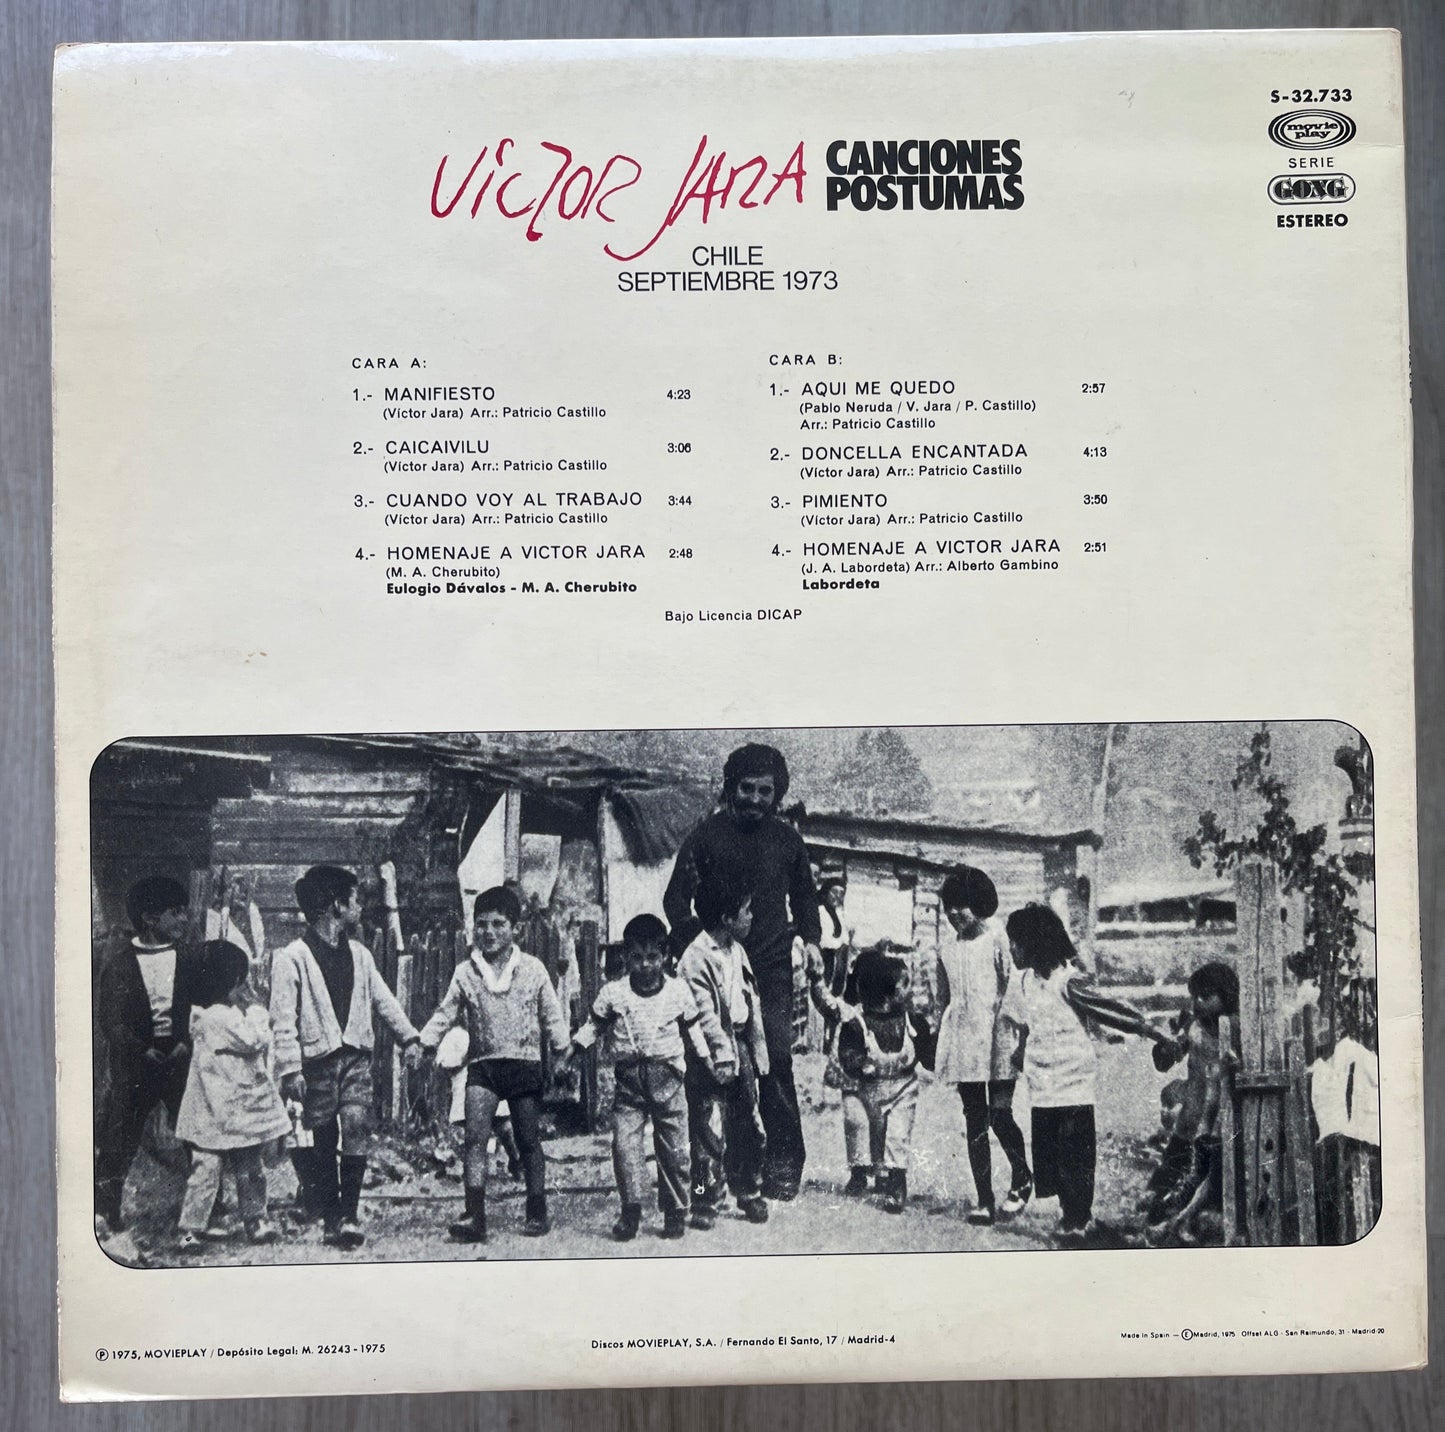 S-32.733
movie
play
SERIE
GONG
ESTEREO
VÍCTOR JARA
CANCIONES
POSTUMAS
CHILE
SEPTIEMBRE 1973
CARA A:
1.- MANIFIESTO 4:23
(Víctor Jara) Arr.: Patricio Castillo
2.- CAICAIVILU 3:06
(Víctor Jara) Arr.: Patricio Castillo
3.- CUANDO VOY AL TRABAJO 3:44
(Víctor Jara) Arr.: Patricio Castillo
4.- HOMENAJE A VICTOR JARA 2:48
(M. A. Cherubito)
Eulogio Dávalos - M. A. Cherubito
CARA B:
1.- AQUI ME QUEDO 2:57
(Pablo Neruda / V. Jara / P. Castillo)
Arr.: Patricio Castillo
2.- DONCELLA ENCANTADA 4:13
(Víctor Jara) Arr.: Patricio Castillo
3.- PIMIENTO 3:50
(Víctor Jara) Arr.: Patricio Castillo
4.- HOMENAJE A VICTOR JARA 2:51
(J. A. Labordeta) Arr.: Alberto Gambino
Labordeta
Bajo Licencia DICAP
Ⓟ 1975, MOVIEPLAY / Depósito Legal: M. 26243-1975
Discos MOVIEPLAY, S.A. / Fernando El Santo, 17 / Madrid-4
Made in Spain — Ⓔ Madrid, 1975 Offset ALG - San Raimundo, 31 - Madrid-20